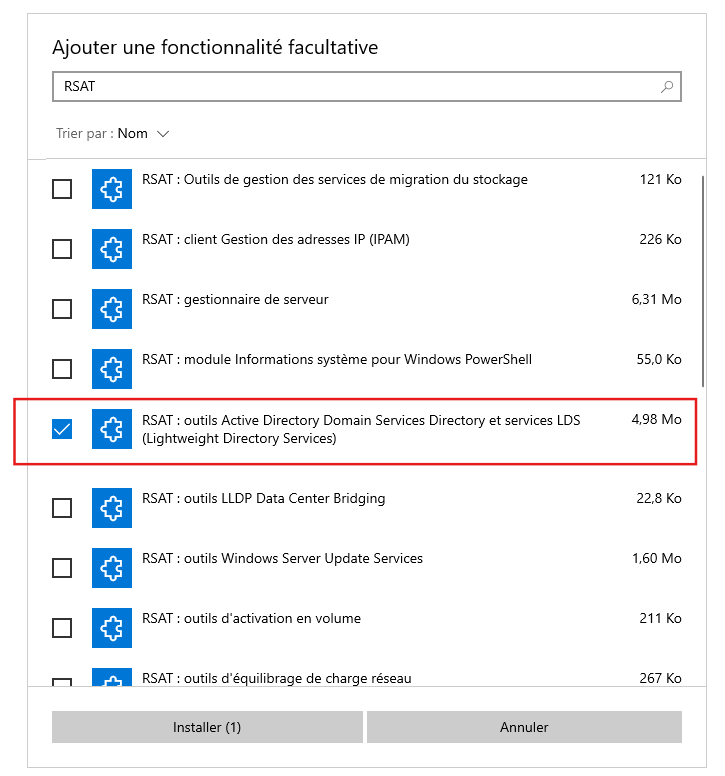 Ajouter une fonctionnalité facultative
RSAT
Trier par : Nom
RSAT : Outils de gestion des services de migration du stockage 121 Ko
RSAT : client Gestion des adresses IP (IPAM) 226 Ko
RSAT : gestionnaire de serveur 6,31 Mo
RSAT : module Informations système pour Windows PowerShell 55,0 Ko
RSAT : outils Active Directory Domain Services Directory et services LDS 4,98 Mo
(Lightweight Directory Services)
RSAT : outils LLDP Data Center Bridging 22,8 Ko
RSAT : outils Windows Server Update Services 1,60 Mo
RSAT : outils d'activation en volume 211 Ko
RSAT : outils d'équilibrage de charge réseau 267 Ko
Installer (1) Annuler